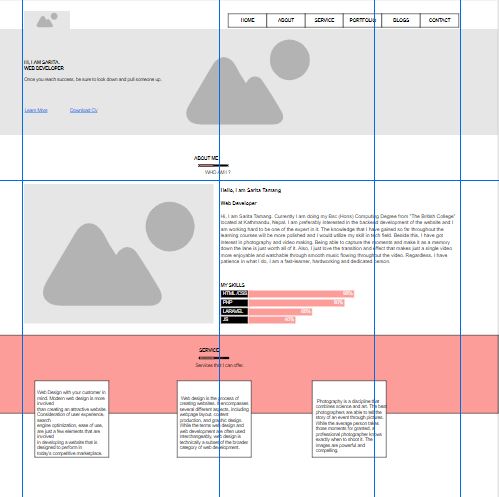 HOME ABOUT SERVICE PORTFOLIO BLOGS CONTACT
HI, I AM SARITA.
WEB DEVELOPER
Once you reach success, be sure to look down and pull someone up.
Learn More Download CV
ABOUT ME
WHO AM I ?
Hello, I am Sarita Tamang
Web Developer
Hi, I am Sarita Tamang. Currently I am doing my Bsc (Hons) Computing Degree from "The British College"
located at Kathmandu, Nepal. I am preferably interested in the backend development of the website and I
am working hard to be one of the expert in it. The knowledge that I have gained so far throughout the
learning courses will be more polished and I would utilize my skill in tech field. Beside this, I have got
interest in photography and video making. Being able to capture the moments and make it as a memory
down the lane is just worth all of it. Also, I just love the transition and effect that makes just a single video
more enjoyable and watchable through smooth music flowing throughout the video. Regardless, I have
patience in what I do. I am a fast-learner, hardworking and dedicated person.
MY SKILLS
HTML /CSS
PHP
LARAVEL
JS
SERVICE
Services that I can offer.
Web Design with your customer in
mind. Modern web design is more
involved
than creating an attractive website.
Consideration of user experience,
search
engine optimization, ease of use,
are just a few elements that are
involved
in developing a website that is
designed to perform in
today's competitive marketplace.
Web design is the process of
creating websites. It encompasses
several different aspects, including
webpage layout, content
production, and graphic design.
While the terms web design and
web development are often used
interchangeably, web design is
technically a subset of the broader
category of web development.
Photography is a discipline that
combines science and art. The best
photographers are able to tell the
story of an event through pictures.
While the average person takes
those moments for granted, a
professional photographer knows
exactly when to shoot it. The
images are powerful and
compelling.